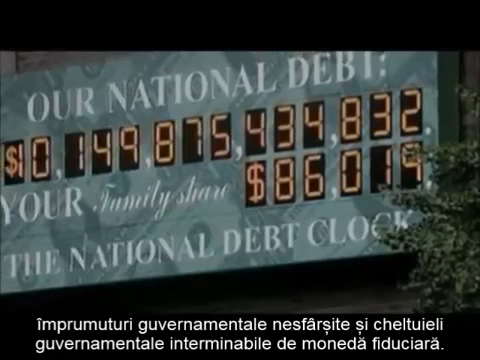 OUR NATIONAL DEBT:
$10,149,875,434,832.
YOUR Family share $86,019.
THE NATIONAL DEBT CLOCK
împrumuturi guvernamentale nesfârșite și cheltuieli
guvernamentale interminabile de monedă fiduciară.